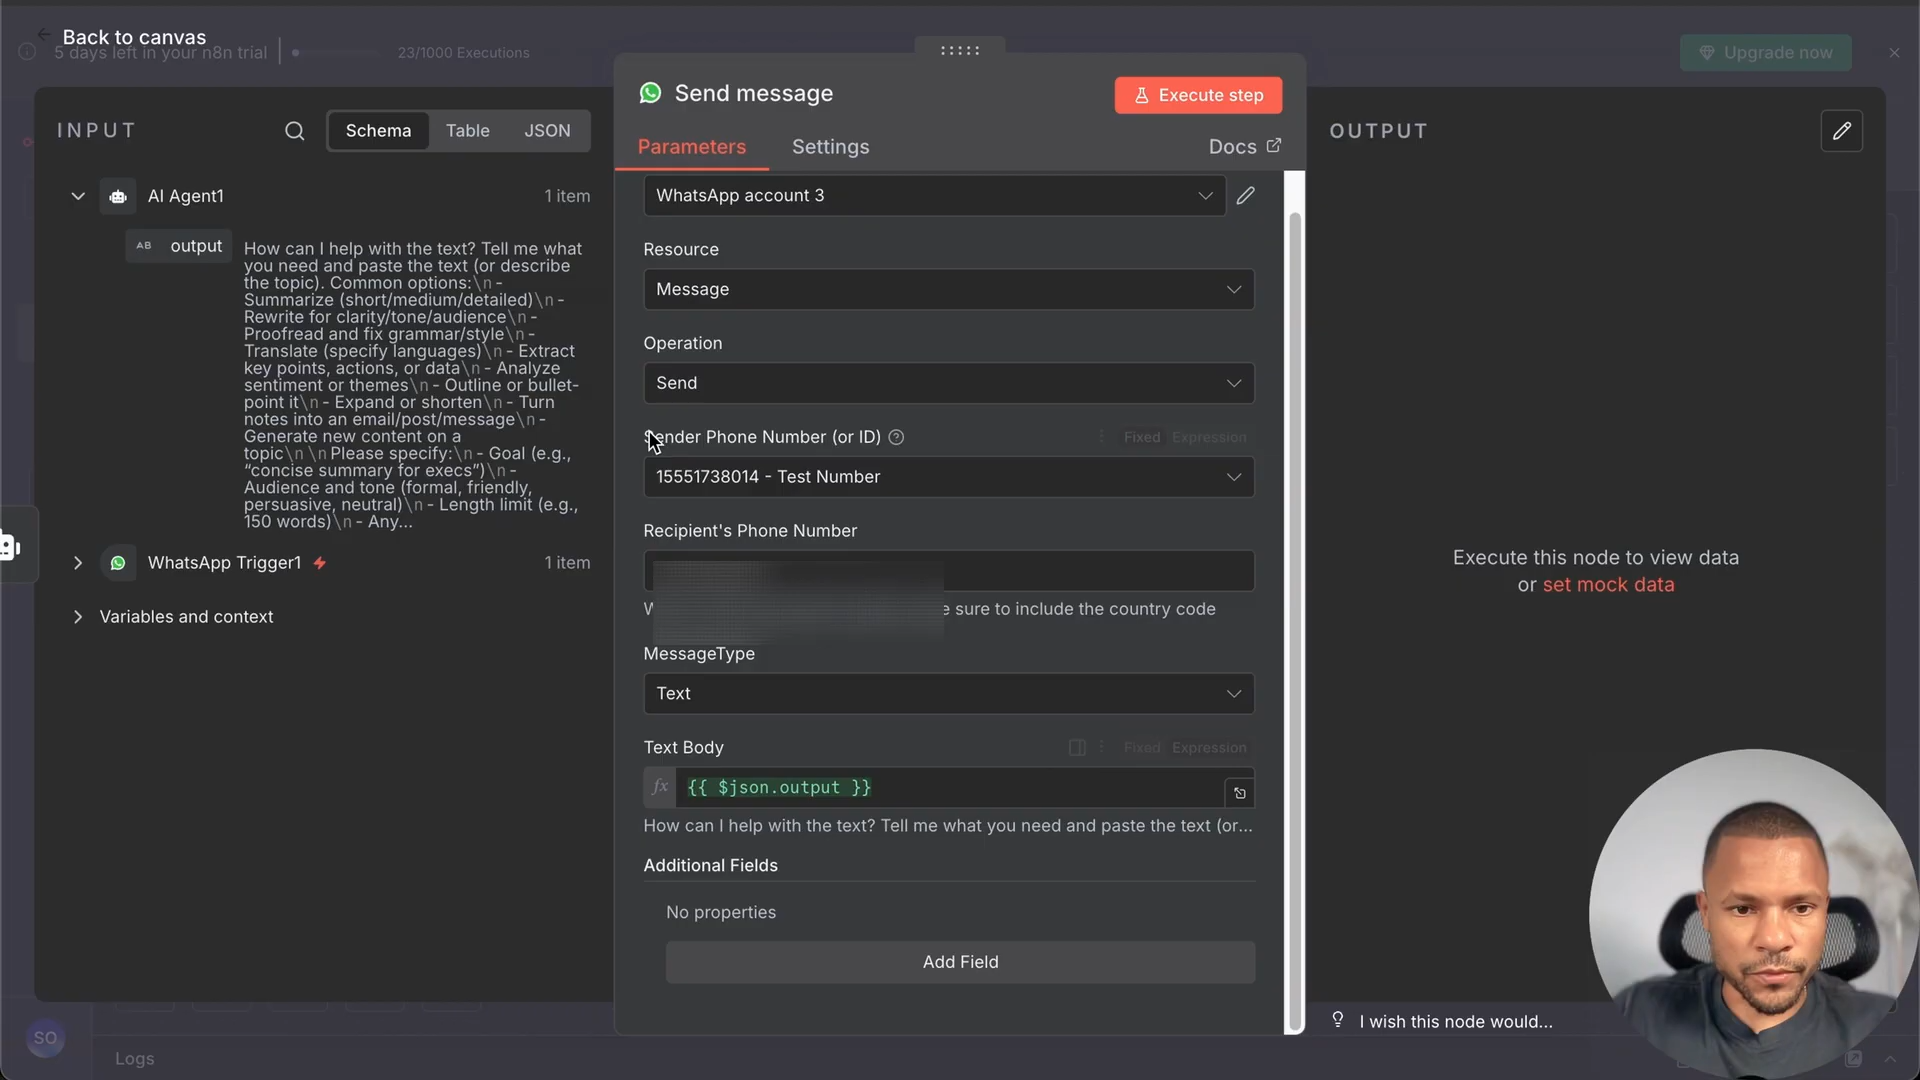 Back to canvas
5 days left in your n8n trial
23/1000 Executions
Upgrade now
INPUT
Schema
Table
JSON
AI Agent1
1 item
AB
output
How can I help with the text? Tell me what
you need and paste the text (or describe
the topic). Common options:\n -
Summarize (short/medium/detailed)\n -
Rewrite for clarity/tone/audience\n -
Proofread and fix grammar/style\n -
Translate (specify languages)\n - Extract
key points, actions, or data\n - Analyze
sentiment or themes\n - Outline or bullet-
point it\n - Expand or shorten\n - Turn
notes into an email/post/message\n -
Generate new content on a
topic\n \n Please specify:\n - Goal (e.g.,
“concise summary for execs”)\n -
Audience and tone (formal, friendly,
persuasive, neutral)\n - Length limit (e.g.,
150 words)\n - Any...
WhatsApp Trigger1
1 item
Variables and context
Send message
Execute step
Parameters
Settings
Docs
WhatsApp account 3
Resource
Message
Operation
Send
Sender Phone Number (or ID)
Fixed
Expression
15551738014 - Test Number
Recipient's Phone Number
sure to include the country code
MessageType
Text
Text Body
Fixed
Expression
fx
{{ $json.output }}
How can I help with the text? Tell me what you need and paste the text (or...
Additional Fields
No properties
Add Field
OUTPUT
Execute this node to view data
or set mock data
I wish this node would...
SO
Logs